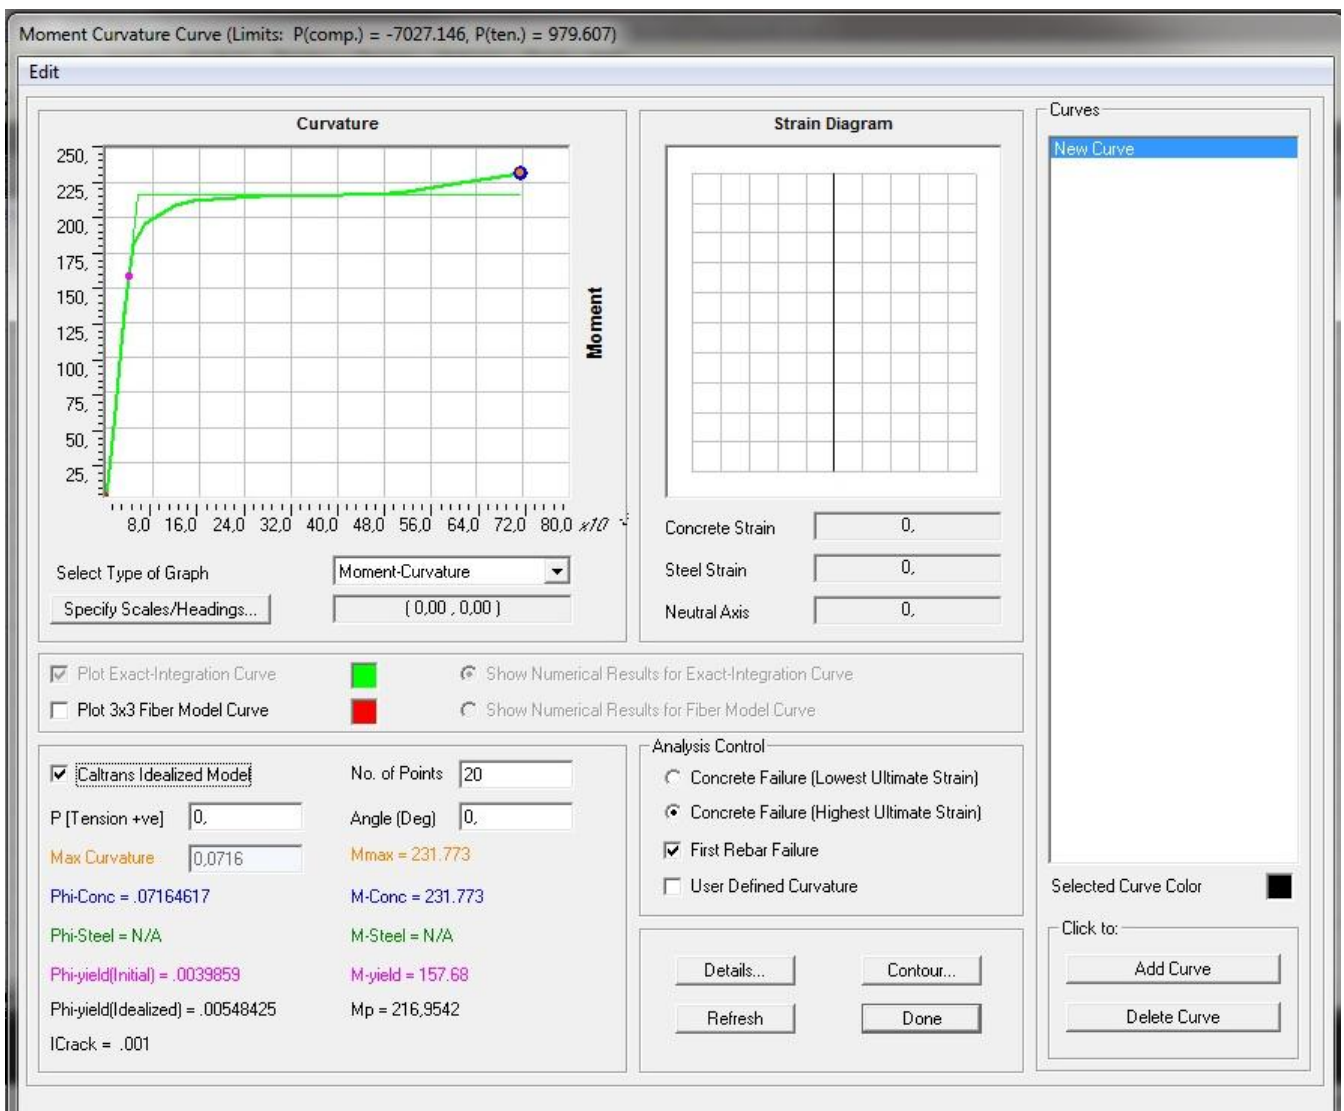 Moment Curvature Curve (Limits: P(comp.) = -7027.146, P(ten.) = 979.607)
Edit
Curvature
250,
225,
200,
175,
150,
125,
100,
75,
50,
25,
8,0 16,0 24,0 32,0 40,0 48,0 56,0 64,0 72,0 80,0 x10
Moment
Select Type of Graph
Moment-Curvature
Specify Scales/Headings...
(0,00 , 0,00 )
Strain Diagram
Concrete Strain 0,
Steel Strain 0,
Neutral Axis 0,
Plot Exact-Integration Curve
Show Numerical Results for Exact-Integration Curve
Plot 3x3 Fiber Model Curve
Show Numerical Results for Fiber Model Curve
Caltrans Idealized Model
No. of Points 20
P [Tension +ve] 0,
Angle (Deg) 0,
Max Curvature 0,0716
Mmax = 231.773
Phi-Conc = .07164617
M-Conc = 231.773
Phi-Steel = N/A
M-Steel = N/A
Phi-yield(Initial) = .0039859
M-yield = 157.68
Phi-yield(Idealized) = .00548425
Mp = 216,9542
ICrack = .001
Analysis Control
Concrete Failure (Lowest Ultimate Strain)
Concrete Failure (Highest Ultimate Strain)
First Rebar Failure
User Defined Curvature
Details...
Contour...
Refresh
Done
Curves
New Curve
Selected Curve Color
Click to:
Add Curve
Delete Curve